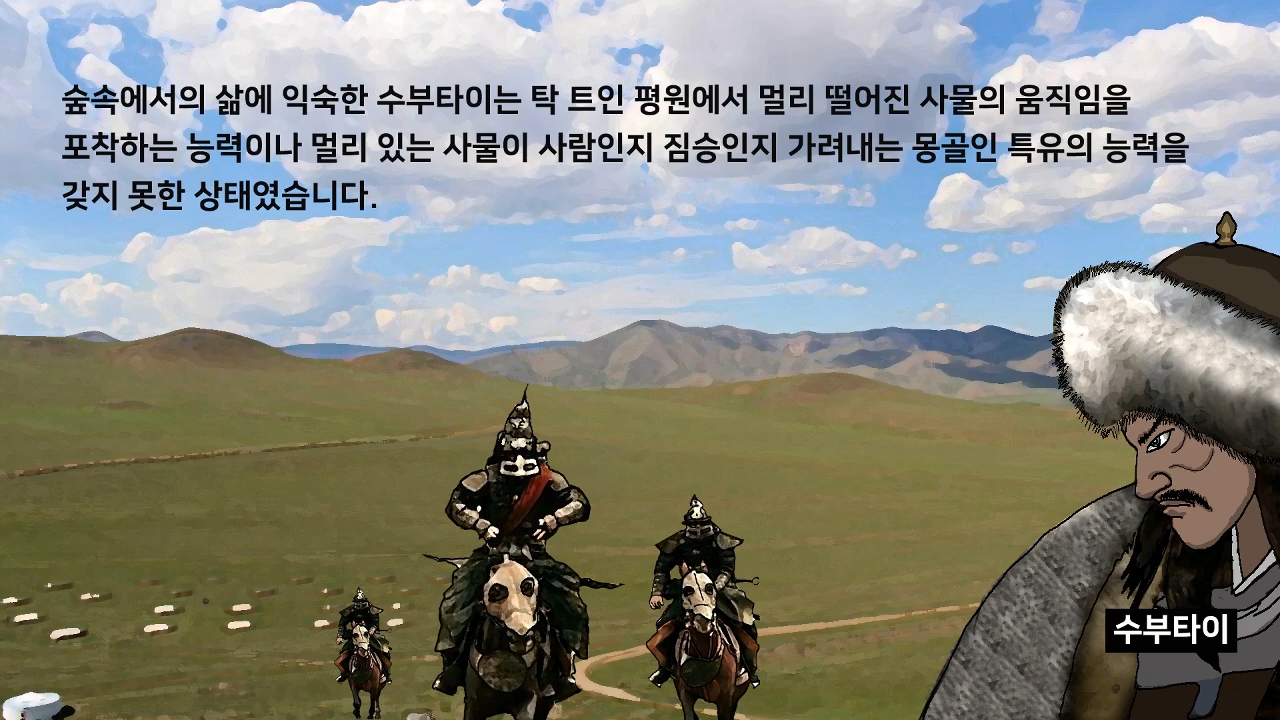 숲속에서의 삶에 익숙한 수부타이는 탁 트인 평원에서 멀리 떨어진 사물의 움직임을
포착하는 능력이나 멀리 있는 사물이 사람인지 짐승인지 가려내는 몽골인 특유의 능력을
갖지 못한 상태였습니다.
수부타이